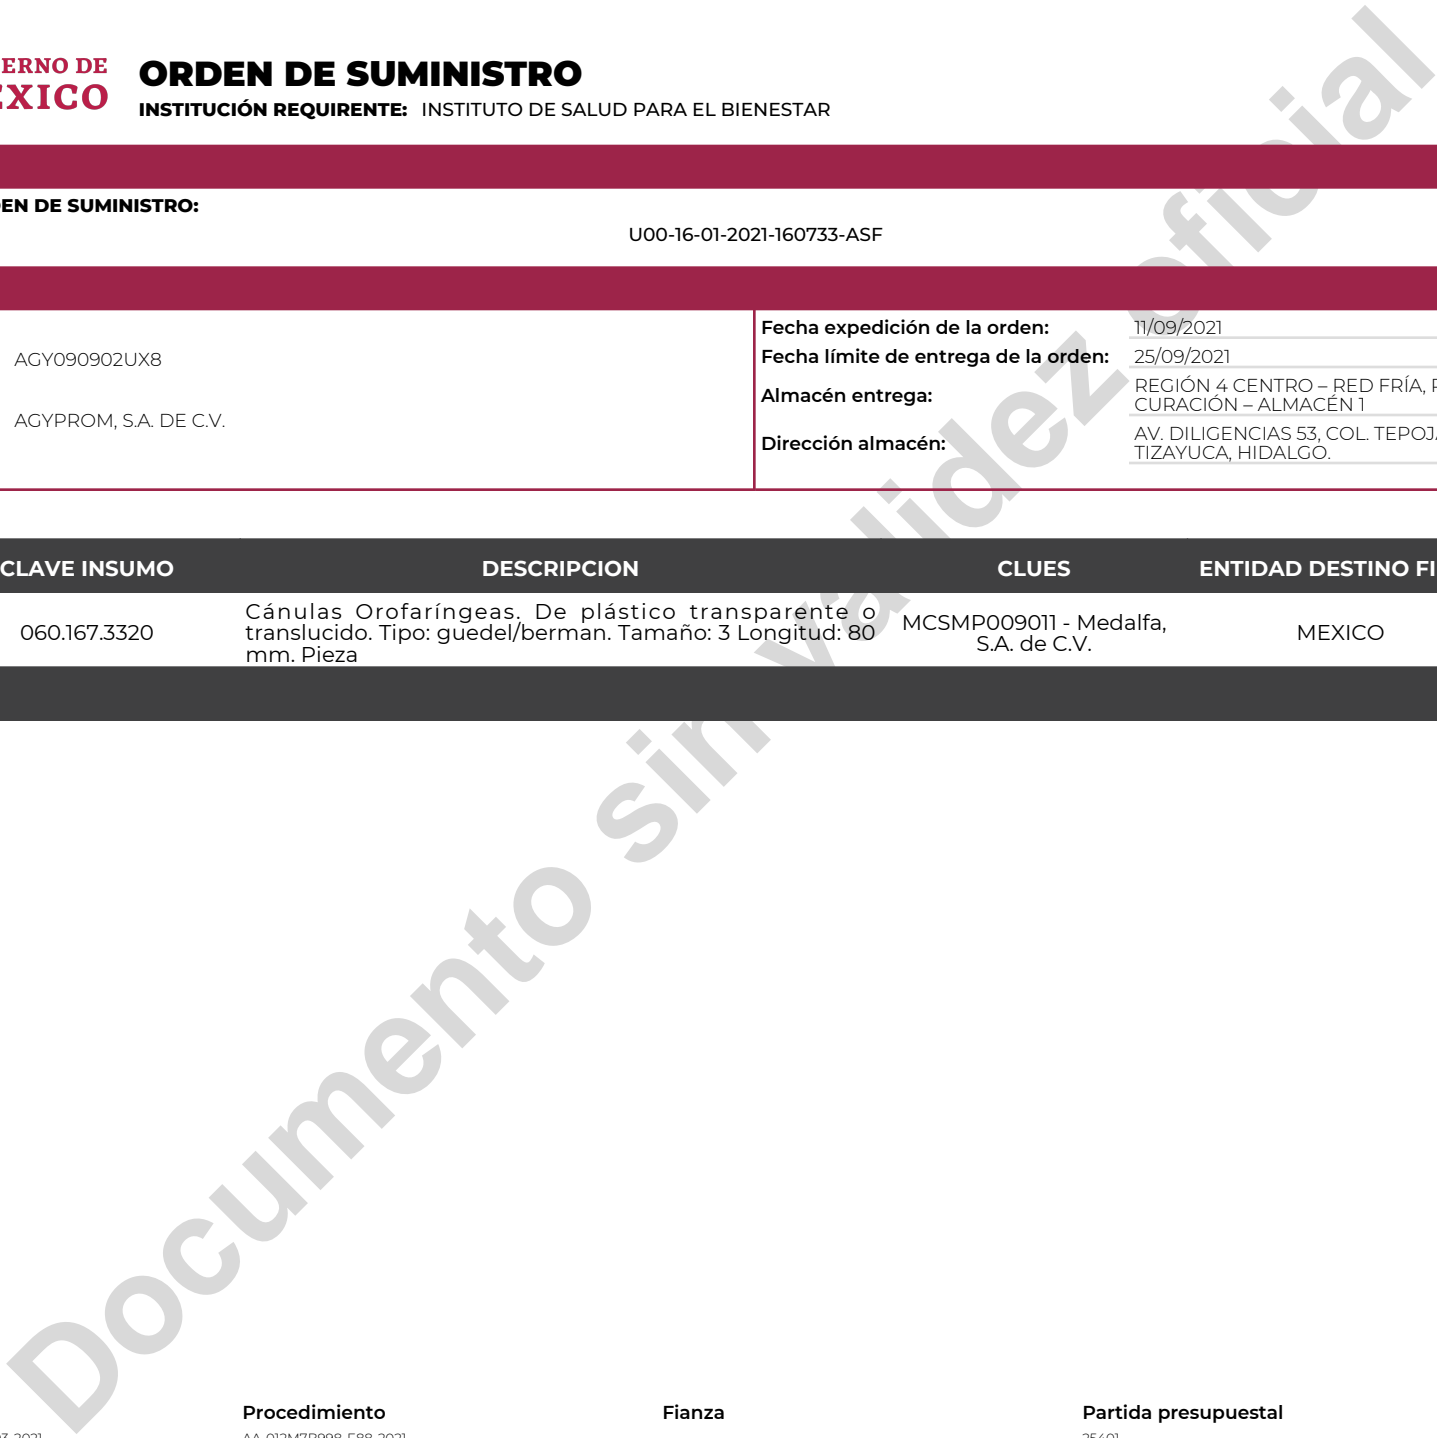 ORDEN DE SUMINISTRO
INSTITUCIÓN REQUIRENTE: INSTITUTO DE SALUD PARA EL BIENESTAR
ERNO DE
EXICO
EN DE SUMINISTRO:
U00-16-01-2021-160733-ASF
AGY090902UX8
AGYPROM, S.A. DE C.V.
Fecha expedición de la orden: 11/09/2021
Fecha límite de entrega de la orden: 25/09/2021
Almacén entrega: REGIÓN 4 CENTRO – RED FRÍA,
CURACIÓN – ALMACÉN 1
Dirección almacén: AV. DILIGENCIAS 53, COL. TEPOJ
TIZAYUCA, HIDALGO.
CLAVE INSUMO DESCRIPCION CLUES ENTIDAD DESTINO FI
060.167.3320
Cánulas Orofaríngeas. De plástico transparente o
translucido. Tipo: guedel/berman. Tamaño: 3 Longitud: 80
mm. Pieza
MCSMP009011 - Medalfa,
S.A. de C.V.
MEXICO
Documento sin validez oficial
Procedimiento Fianza Partida presupuestal